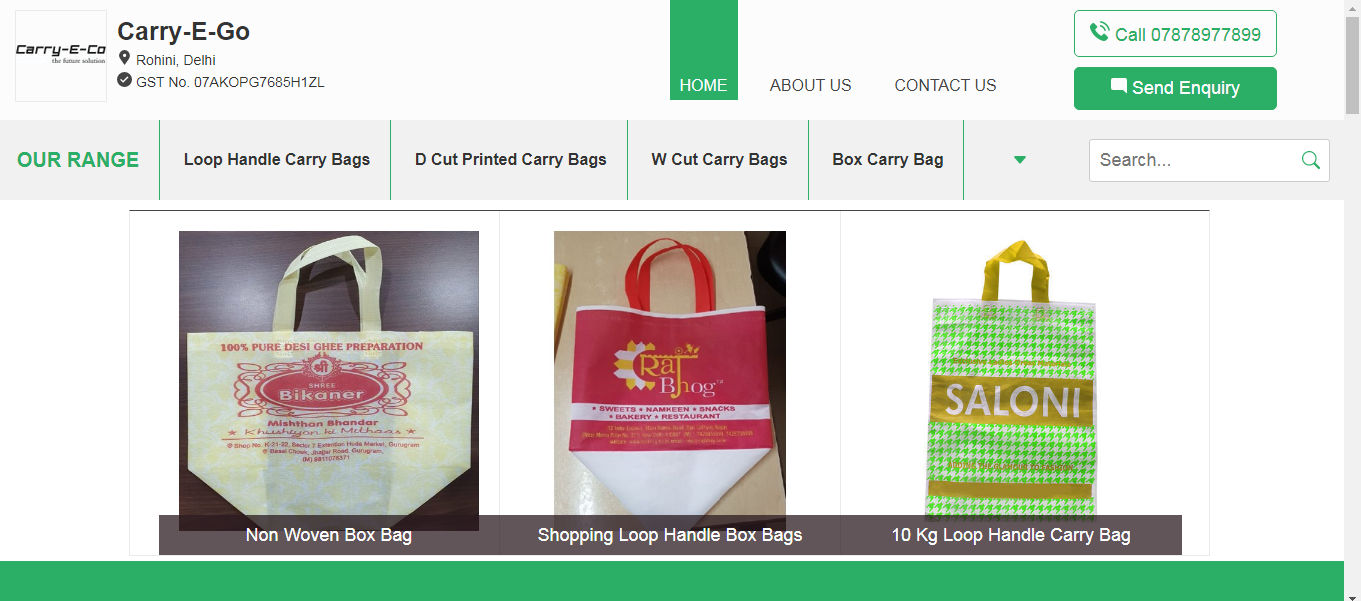 Carry-E-Co
the future solution
Carry-E-Go
Rohini, Delhi
GST No. 07AKOPG7685H1ZL
HOME
ABOUT US
CONTACT US
Call 07878977899
Send Enquiry
OUR RANGE
Loop Handle Carry Bags
D Cut Printed Carry Bags
W Cut Carry Bags
Box Carry Bag
Search...
100% PURE DESI GHEE PREPARATION
श्री
SHREE
Bikaner
Mishthan Bhandar
Khushiyon ki Mithaas
Shop No. K-21-22, Sector 7 Extention Huda Market, Gurugram
Basai Chowk, Jhajjar Road, Gurugram,
Raj
Bhog™
* SWEETS * NAMKEEN * SNACKS
* BAKERY * RESTAURANT
SALONI
Non Woven Box Bag
Shopping Loop Handle Box Bags
10 Kg Loop Handle Carry Bag